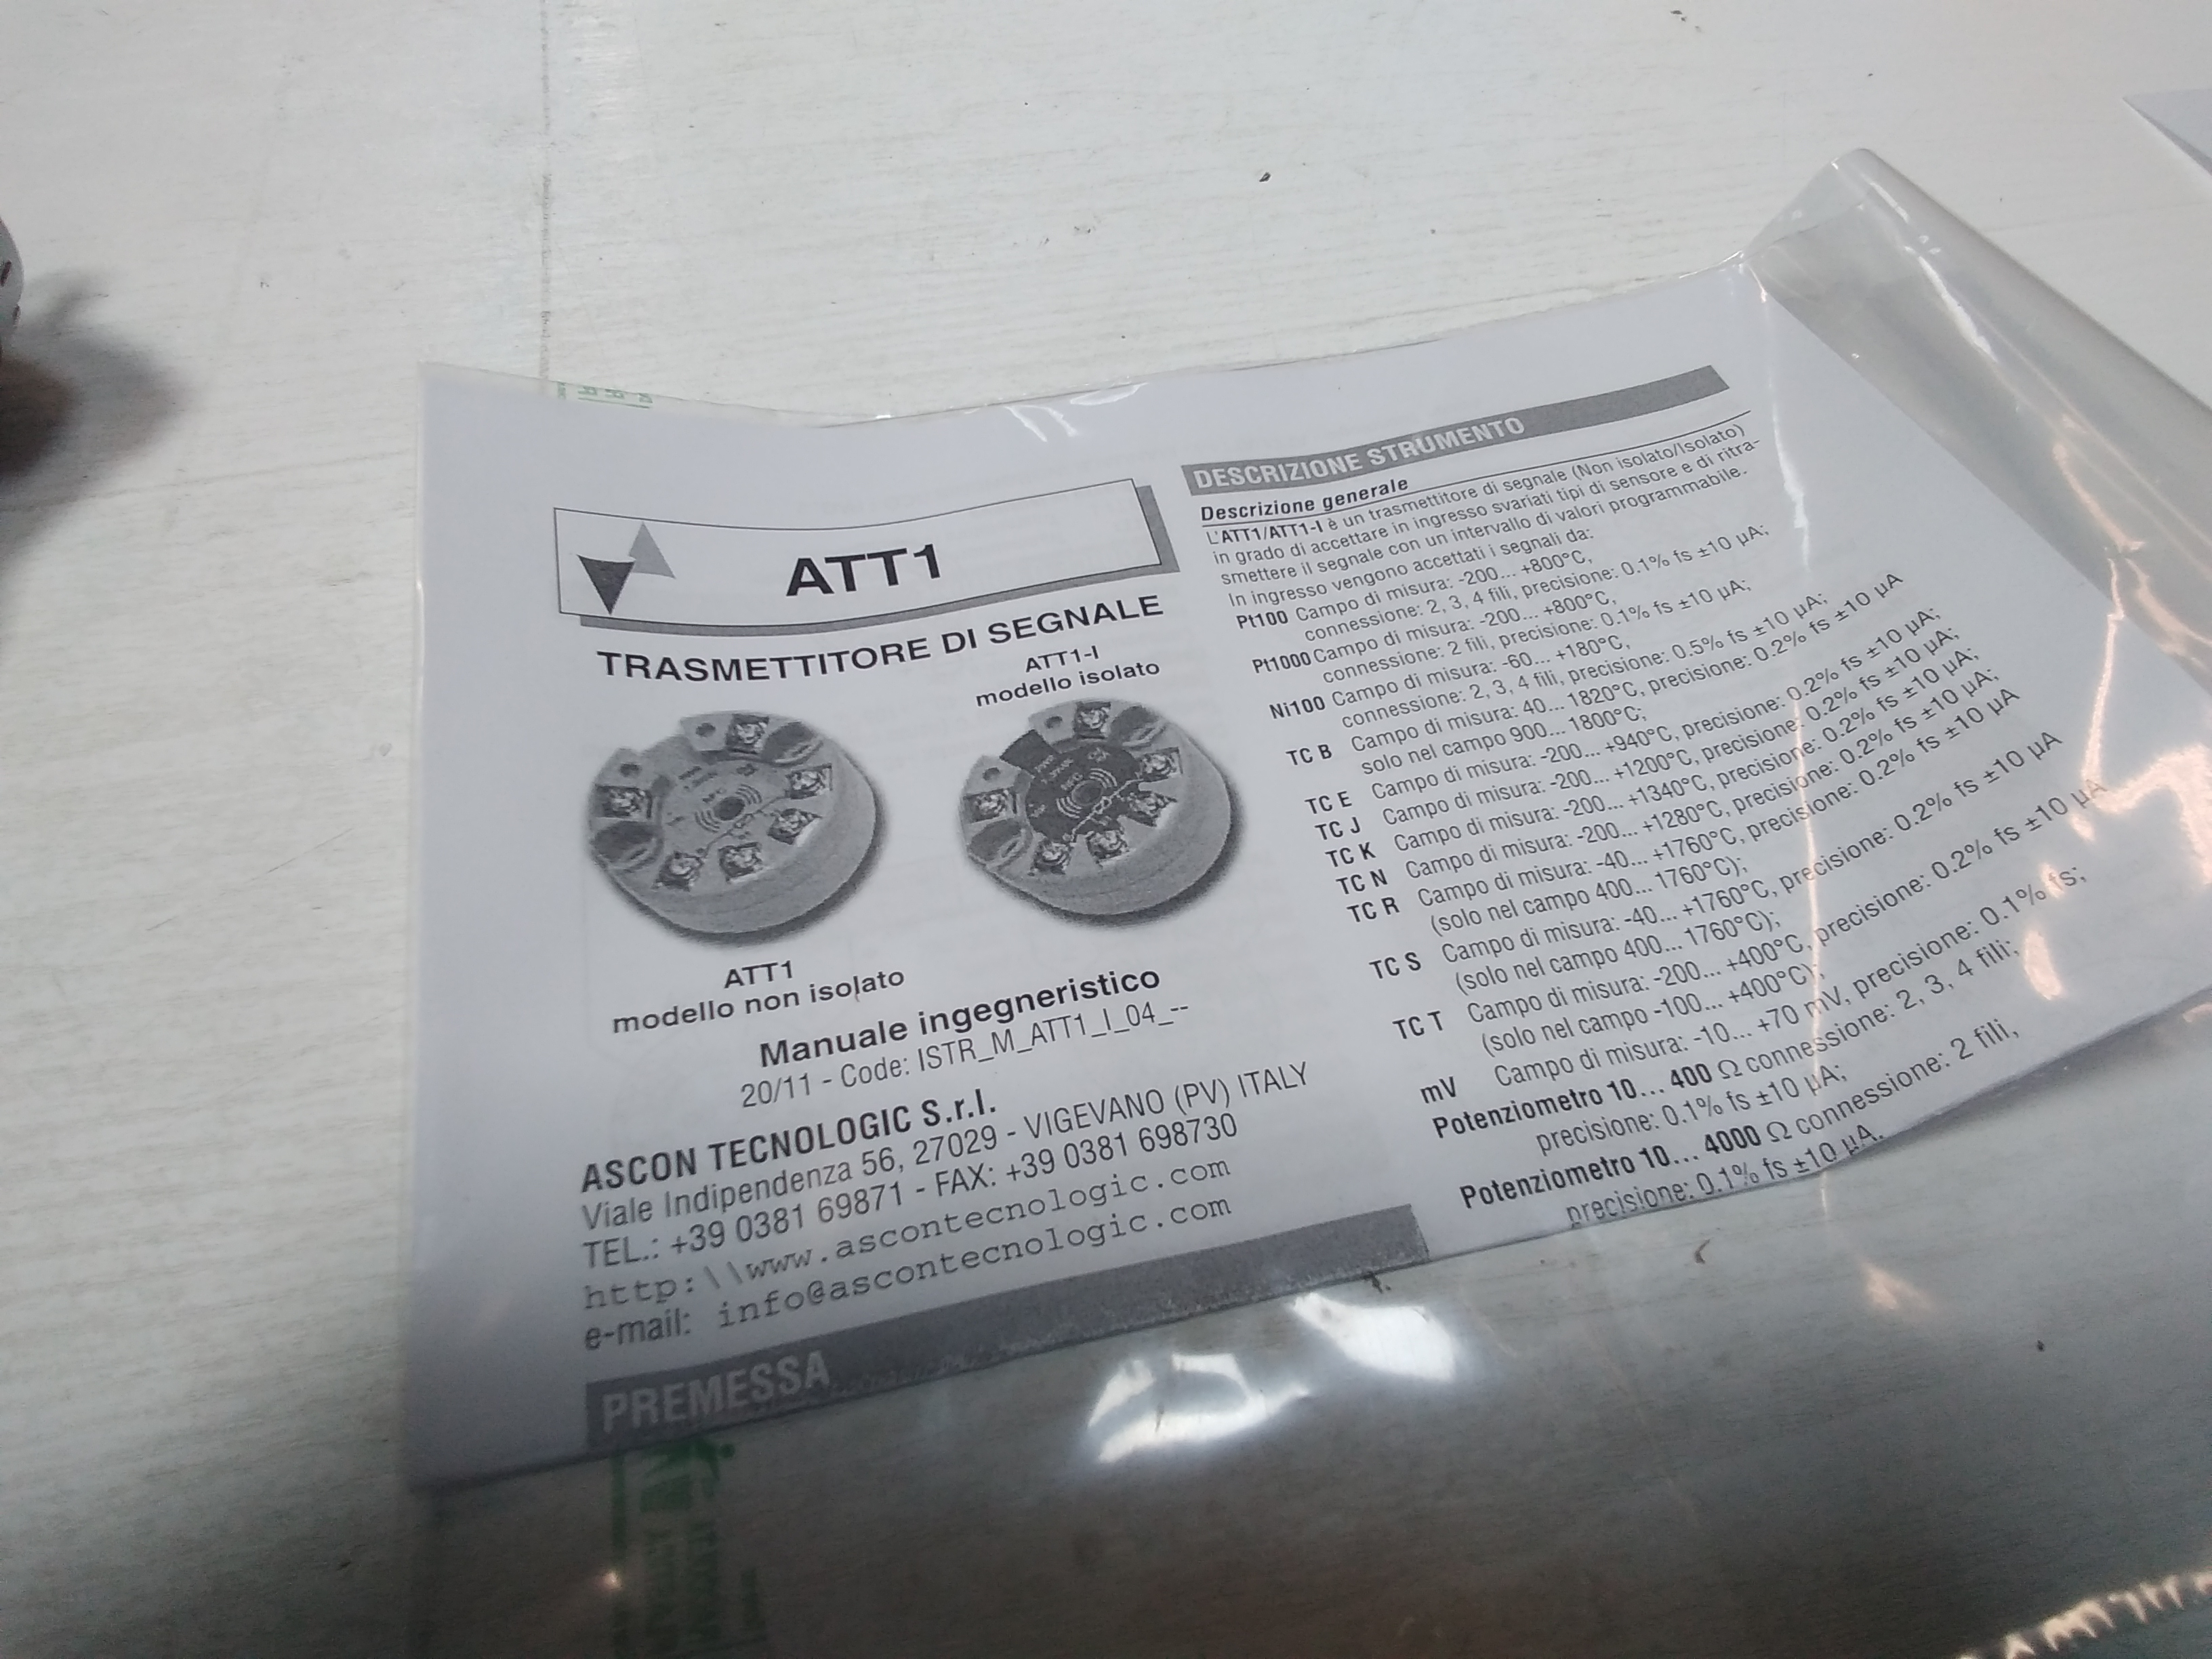 ATT1
TRASMETTITORE DI SEGNALE
ATT1-I
modello isolato
ATT1
modello non isolato
Manuale ingegneristico
20/11 - Code: ISTR_M_ATT1_I_04_--
ASCON TECNOLOGIC S.r.l.
Viale Indipendenza 56, 27029 - VIGEVANO (PV) ITALY
TEL.: +39 0381 69871 - FAX: +39 0381 698730
http:\\www.ascontecnologic.com
e-mail: info@ascontecnologic.com
PREMESSA
DESCRIZIONE STRUMENTO
Descrizione generale
L'ATT1/ATT1-I è un trasmettitore di segnale (Non isolato/Isolato)
in grado di accettare in ingresso svariati tipi di sensore e di ritra-
smettere il segnale con un intervallo di valori programmabile.
In ingresso vengono accettati i segnali da:
Pt100 Campo di misura: -200... +800°C,
connessione: 2, 3, 4 fili, precisione: 0.1% fs ±10 µA;
Pt1000 Campo di misura: -200... +800°C,
connessione: 2 fili, precisione: 0.1% fs ±10 µA;
Ni100 Campo di misura: -60... +180°C,
connessione: 2, 3, 4 fili, precisione: 0.5% fs ±10 µA;
TC B Campo di misura: 40... 1820°C, precisione: 0.2% fs ±10 µA
solo nel campo 900... 1800°C;
TC E Campo di misura: -200... +940°C, precisione: 0.2% fs ±10 µA;
TC J Campo di misura: -200... +1200°C, precisione: 0.2% fs ±10 µA;
TC K Campo di misura: -200... +1340°C, precisione: 0.2% fs ±10 µA;
TC N Campo di misura: -200... +1280°C, precisione: 0.2% fs ±10 µA;
TC R Campo di misura: -40... +1760°C, precisione: 0.2% fs ±10 µA
(solo nel campo 400... 1760°C);
TC S Campo di misura: -40... +1760°C, precisione: 0.2% fs ±10 µA
(solo nel campo 400... 1760°C);
TC T Campo di misura: -200... +400°C, precisione: 0.2% fs ±10 µA
(solo nel campo -100... +400°C);
mV Campo di misura: -10... +70 mV, precisione: 0.1% fs;
Potenziometro 10... 400 Ω connessione: 2, 3, 4 fili;
precisione: 0.1% fs ±10 µA;
Potenziometro 10... 4000 Ω connessione: 2 fili,
precisione: 0.1% fs ±10 µA.